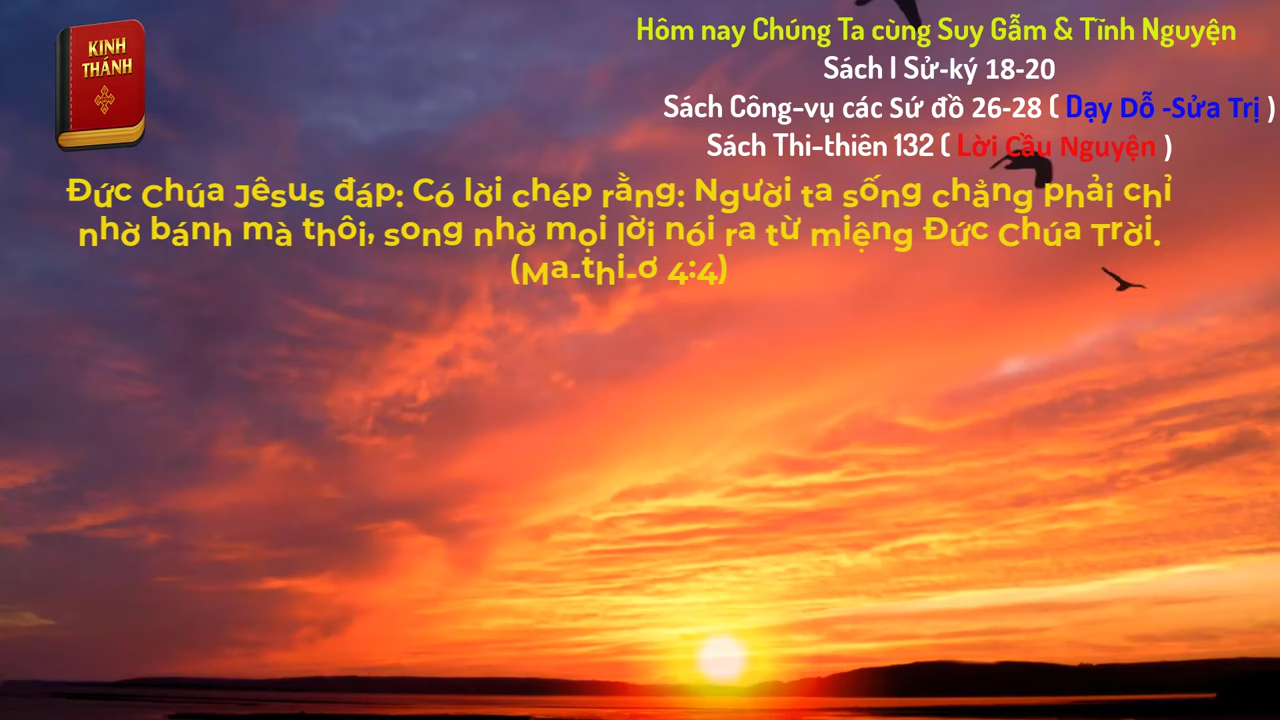 KINH
THÁNH
Hôm nay Chúng Ta cùng Suy Gẫm & Tĩnh Nguyện
Sách I Sử-ký 18-20
Sách Công-vụ các Sứ đồ 26-28 ( Dạy Dỗ -Sửa Trị )
Sách Thi-thiên 132 ( Lời Cầu Nguyện )
Đức Chúa Jêsus đáp: Có lời chép rằng: Người ta sống chẳng phải chỉ
nhờ bánh mà thôi, song nhờ mọi lời nói ra từ miệng Đức Chúa Trời.
(Ma-thi-ơ 4:4)